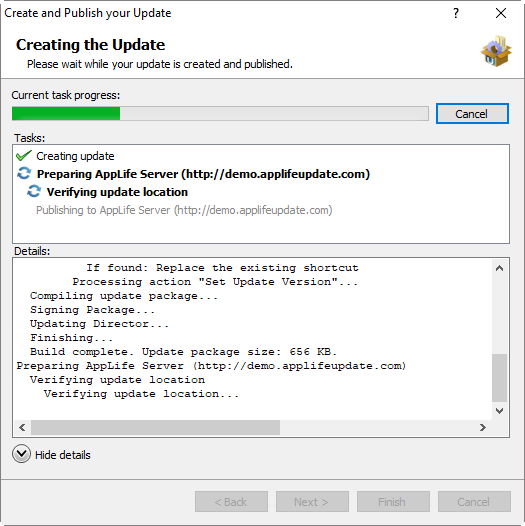 Create and Publish your Update
Creating the Update
Please wait while your update is created and published.
Current task progress:
Cancel
Tasks:
Creating update
Preparing AppLife Server (http://demo.applifeupdate.com)
Verifying update location
Publishing to AppLife Server (http://demo.applifeupdate.com)
Details:
If found: Replace the existing shortcut
Processing action "Set Update Version"...
Compiling update package...
Signing Package...
Updating Director...
Finishing...
Build complete. Update package size: 656 KB.
Preparing AppLife Server (http://demo.applifeupdate.com)
Verifying update location
Verifying update location...
Hide details
< Back Next > Finish Cancel